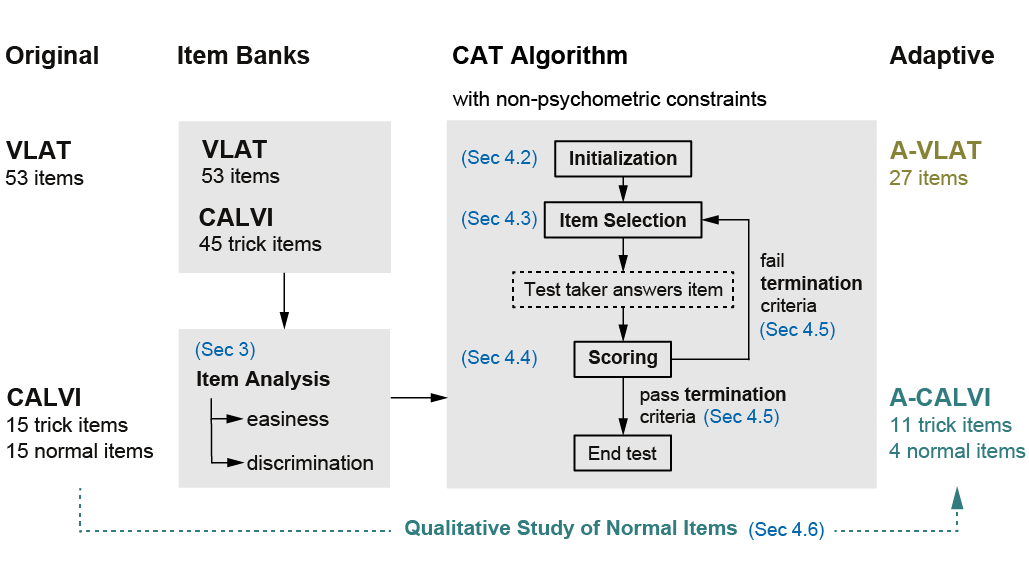 Original
Item Banks
CAT Algorithm
Adaptive
with non-psychometric constraints
VLAT
53 items
CALVI
15 trick items
15 normal items
VLAT
53 items
CALVI
45 trick items
(Sec 3)
Item Analysis
easiness
discrimination
(Sec 4.2)
Initialization
(Sec 4.3)
Item Selection
Test taker answers item
(Sec 4.4)
Scoring
fail
termination
criteria
(Sec 4.5)
pass termination
criteria (Sec 4.5)
End test
A-VLAT
27 items
A-CALVI
11 trick items
4 normal items
Qualitative Study of Normal Items (Sec 4.6)